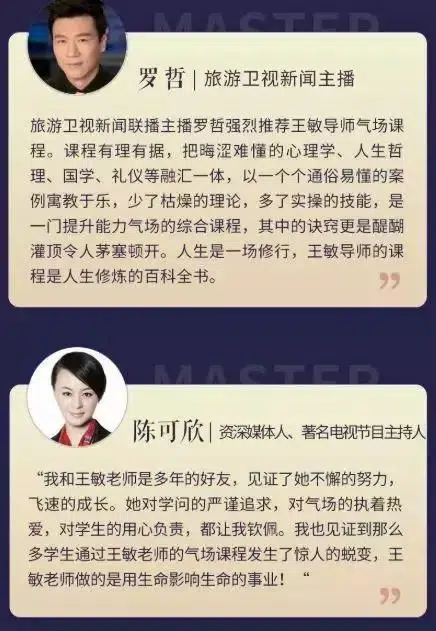 MASTER
罗哲 | 旅游卫视新闻主播
旅游卫视新闻联播主播罗哲强烈推荐王敏导师气场课
程。课程有理有据，把晦涩难懂的心理学、人生哲
理、国学、礼仪等融汇一体，以一个个通俗易懂的案
例寓教于乐，少了枯燥的理论，多了实操的技能，是
一门提升能力气场的综合课程，其中的诀窍更是醍醐
灌顶令人茅塞顿开。人生是一场修行，王敏导师的课
程是人生修炼的百科全书。
”
MASTER
陈可欣 | 资深媒体人、著名电视节目主持人
“我和王敏老师是多年的好友，见证了她不懈的努力，
飞速的成长。她对学问的严谨追求，对气场的执着热
爱，对学生的用心负责，都让我钦佩。我也见证到那么
多学生通过王敏老师的气场课程发生了惊人的蜕变，王
敏老师做的是用生命影响生命的事业！“
”